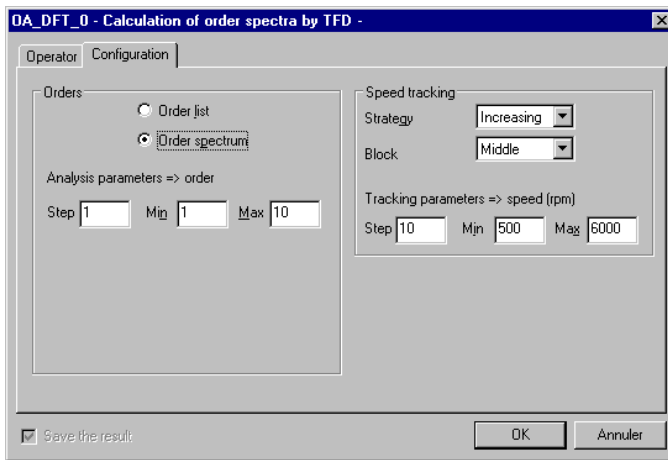 OA_DFT_0 - Calculation of order spectra by TFD -
Operator
Configuration
Orders
Order list
Order spectrum
Analysis parameters => order
Step 1 Min 1 Max 10
Speed tracking
Strategy Increasing
Block Middle
Tracking parameters => speed (rpm)
Step 10 Min 500 Max 6000
Save the result
OK
Annuler